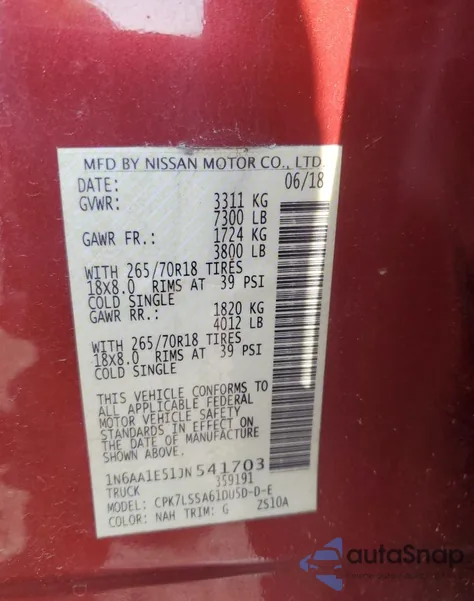 MFD BY NISSAN MOTOR CO., LTD.
DATE: 06/18
GVWR: 3311 KG
7300 LB
GAWR FR.: 1724 KG
3800 LB
WITH 265/70R18 TIRES
18X8.0 RIMS AT 39 PSI
COLD SINGLE
GAWR RR.: 1820 KG
4012 LB
WITH 265/70R18 TIRES
18X8.0 RIMS AT 39 PSI
COLD SINGLE
THIS VEHICLE CONFORMS TO
ALL APPLICABLE FEDERAL
MOTOR VEHICLE SAFETY
STANDARDS IN EFFECT ON
THE DATE OF MANUFACTURE
SHOWN ABOVE.
1N6AA1E51JN541703
TRUCK 359191
MODEL: CPK7LSSA61DU5D-D-E
COLOR: NAH TRIM: G ZS10A
autoSnap